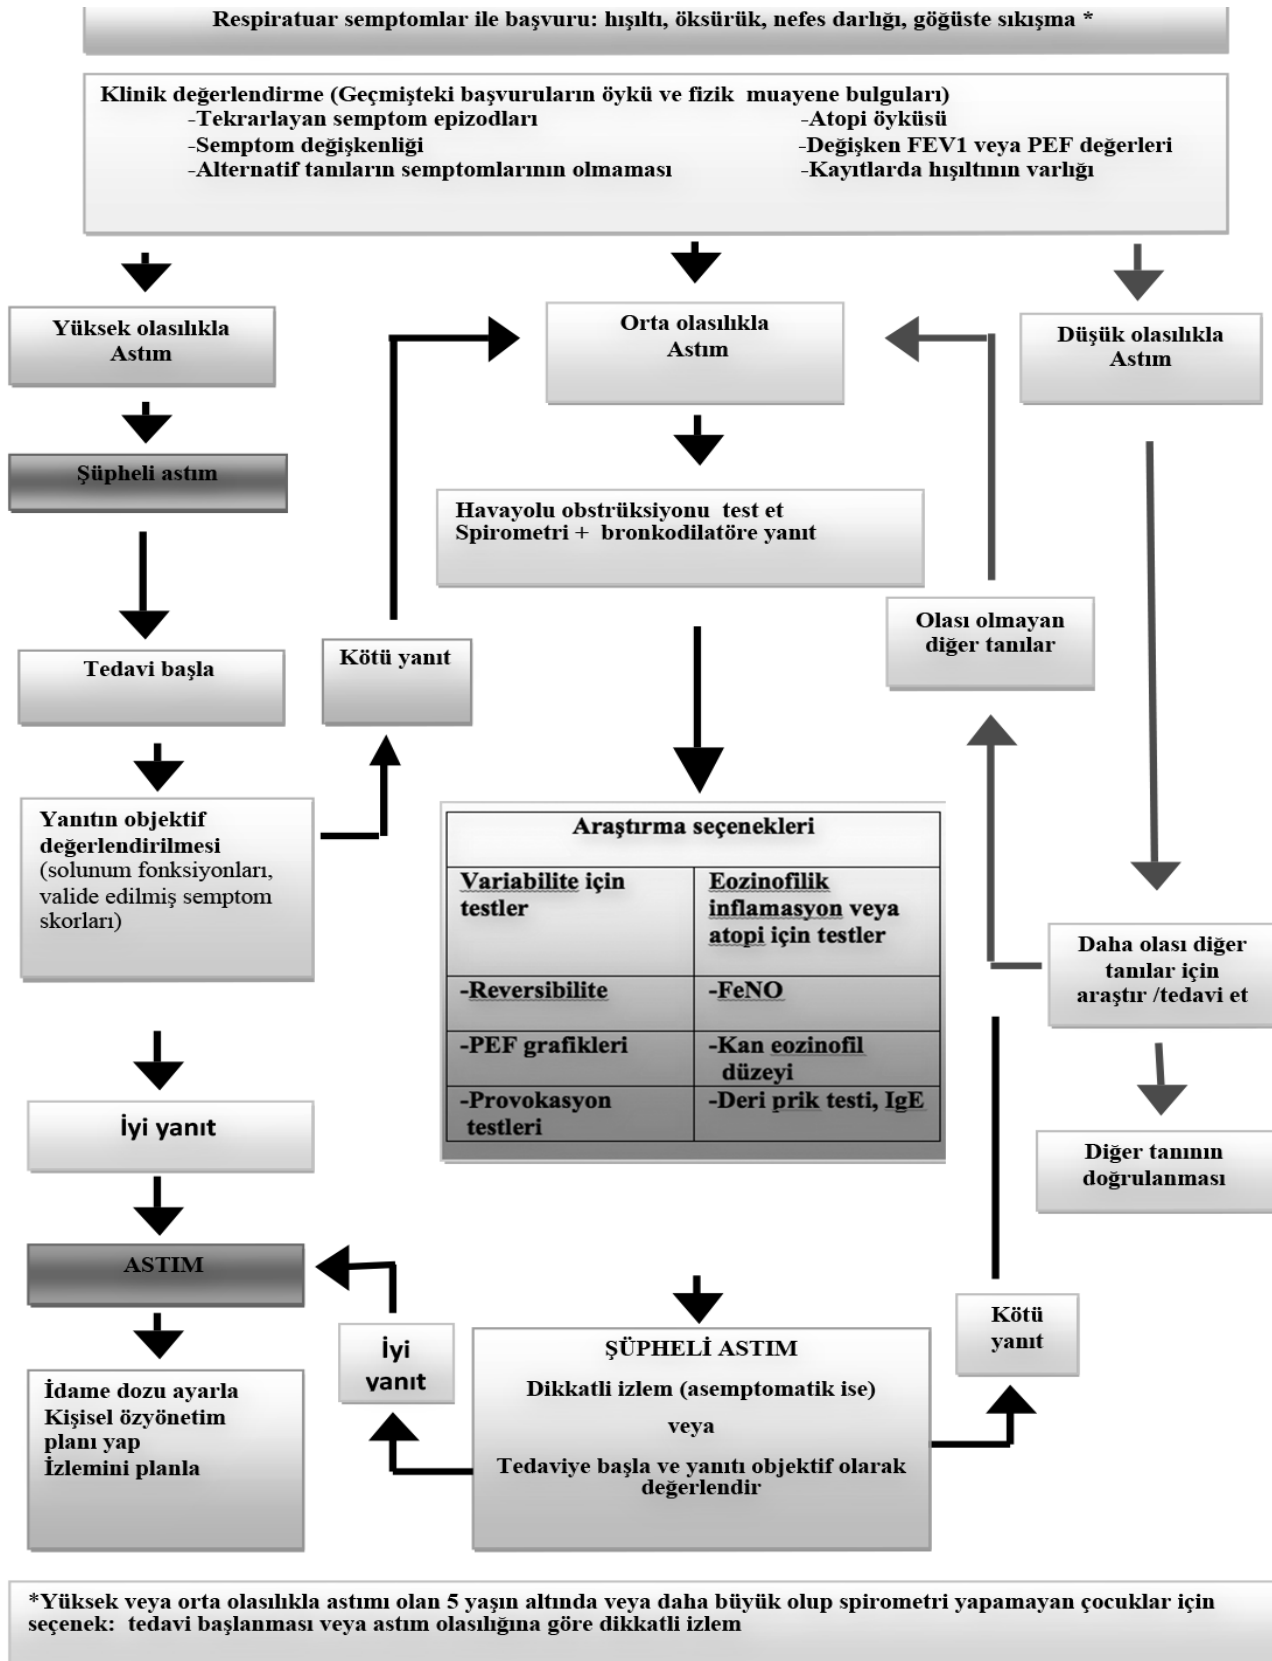 Respiratuar semptomlar ile başvuru: hışıltı, öksürük, nefes darlığı, göğüste sıkışma *
Klinik değerlendirme (Geçmişteki başvuruların öykü ve fizik muayene bulguları)
-Tekrarlayan semptom epizodları
-Atopi öyküsü
-Semptom değişkenliği
-Değişken FEV1 veya PEF değerleri
-Alternatif tanıların semptomlarının olmaması
-Kayıtlarda hışıltının varlığı
Yüksek olasılıkla
Astım
Orta olasılıkla
Astım
Düşük olasılıkla
Astım
Şüpheli astım
Havayolu obstrüksiyonu test et
Spirometri + bronkodilatöre yanıt
Olası olmayan
diğer tanılar
Tedavi başla
Kötü yanıt
Yanıtın objektif
değerlendirilmesi
(solunum fonksiyonları,
valide edilmiş semptom
skorları)
Araştırma seçenekleri
Variabilite için
testler
Eozinofilik
inflamasyon veya
atopi için testler
-Reversibilite
-FeNO
-PEF grafikleri
-Kan eozinofil
düzeyi
-Provokasyon
testleri
-Deri prik testi, IgE
Daha olası diğer
tanılar için
araştır /tedavi et
Diğer tanının
doğrulanması
İyi yanıt
ASTIM
İyi
yanıt
Kötü
yanıt
ŞÜPHELİ ASTIM
Dikkatli izlem (asemptomatik ise)
veya
Tedaviye başla ve yanıtı objektif olarak
değerlendir
İdame dozu ayarla
Kişisel özyönetim
planı yap
İzlemini planla
*Yüksek veya orta olasılıkla astımı olan 5 yaşın altında veya daha büyük olup spirometri yapamayan çocuklar için
seçenek: tedavi başlanması veya astım olasılığına göre dikkatli izlem